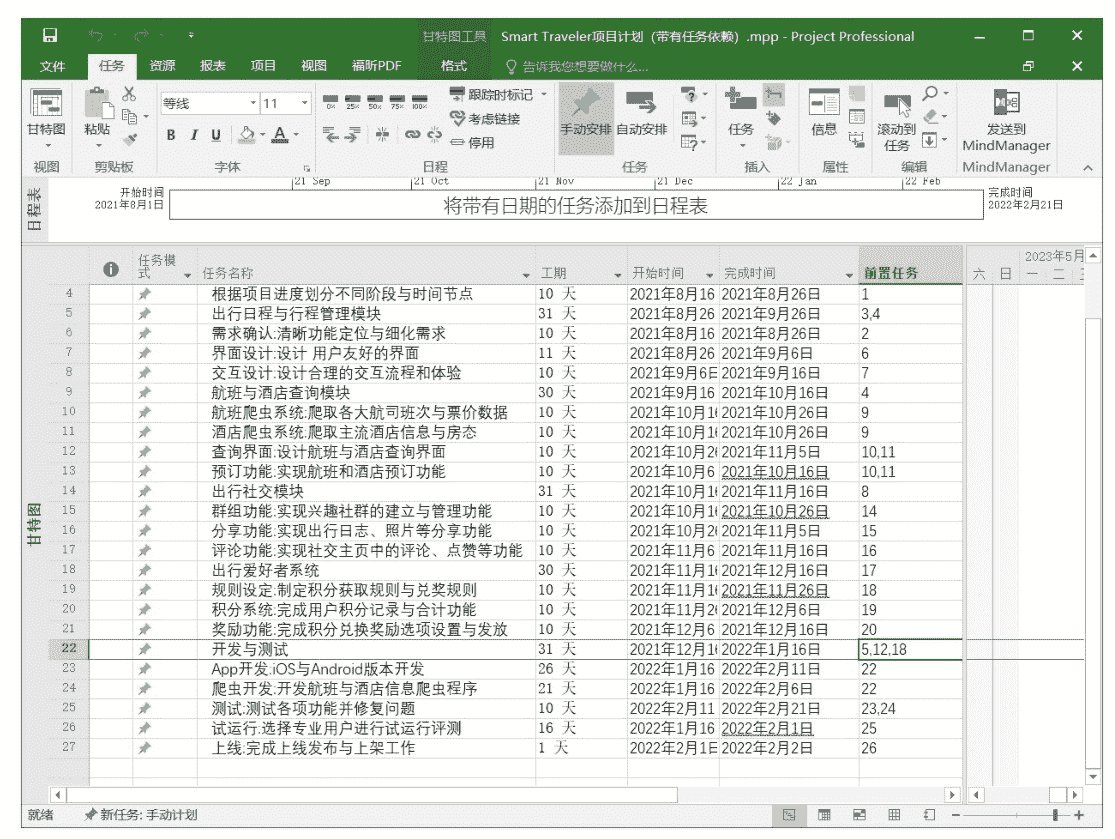 甘特图工具 Smart Traveler项目计划（带有任务依赖）.mpp - Project Professional
文件 任务 资源 报表 项目 视图 福昕PDF 格式 告诉我您想要做什么...
甘特图 粘贴 等线 11 B I U A 0% 25% 50% 75% 100% 跟踪时标记 考虑链接 停用 手动安排 自动安排 任务 信息 滚动到任务 发送到 MindManager
视图 剪贴板 字体 日程 任务 插入 属性 编辑 MindManager
日程表
21 Sep 21 Oct 21 Nov 21 Dec 22 Jan 22 Feb
开始时间 2021年8月1日
将带有日期的任务添加到日程表
完成时间 2022年2月21日
2023年5月
任务模式 任务名称 工期 开始时间 完成时间 前置任务 六 日 一 二 三
4 根据项目进度划分不同阶段与时间节点 10 天 2021年8月16 2021年8月26日 1
5 出行日程与行程管理模块 31 天 2021年8月26 2021年9月26日 3,4
6 需求确认:清晰功能定位与细化需求 10 天 2021年8月16 2021年8月26日 2
7 界面设计:设计 用户友好的界面 11 天 2021年8月26 2021年9月6日 6
8 交互设计:设计合理的交互流程和体验 10 天 2021年9月6日 2021年9月16日 7
9 航班与酒店查询模块 30 天 2021年9月16 2021年10月16日 4
10 航班爬虫系统:爬取各大航司班次与票价数据 10 天 2021年10月16 2021年10月26日 9
11 酒店爬虫系统:爬取主流酒店信息与房态 10 天 2021年10月16 2021年10月26日 9
12 查询界面:设计航班与酒店查询界面 10 天 2021年10月26 2021年11月5日 10,11
13 预订功能:实现航班和酒店预订功能 10 天 2021年10月6 2021年10月16日 10,11
14 出行社交模块 31 天 2021年10月16 2021年11月16日 8
15 群组功能:实现兴趣社群的建立与管理功能 10 天 2021年10月16 2021年10月26日 14
16 分享功能:实现出行日志、照片等分享功能 10 天 2021年10月26 2021年11月5日 15
17 评论功能:实现社交主页中的评论、点赞等功能 10 天 2021年11月6 2021年11月16日 16
18 出行爱好者系统 30 天 2021年11月16 2021年12月16日 17
19 规则设定:制定积分获取规则与兑奖规则 10 天 2021年11月16 2021年11月26日 18
20 积分系统:完成用户积分记录与合计功能 10 天 2021年11月26 2021年12月6日 19
21 奖励功能:完成积分兑换奖励选项设置与发放 10 天 2021年12月6 2021年12月16日 20
22 开发与测试 31 天 2021年12月16 2022年1月16日 5,12,18
23 App开发:iOS与Android版本开发 26 天 2022年1月16 2022年2月11日 22
24 爬虫开发:开发航班与酒店信息爬虫程序 21 天 2022年1月16 2022年2月6日 22
25 测试:测试各项功能并修复问题 10 天 2022年2月11 2022年2月21日 23,24
26 试运行:选择专业用户进行试运行评测 16 天 2022年1月16 2022年2月1日 25
27 上线:完成上线发布与上架工作 1 天 2022年2月1日 2022年2月2日 26
甘特图
就绪 新任务: 手动计划